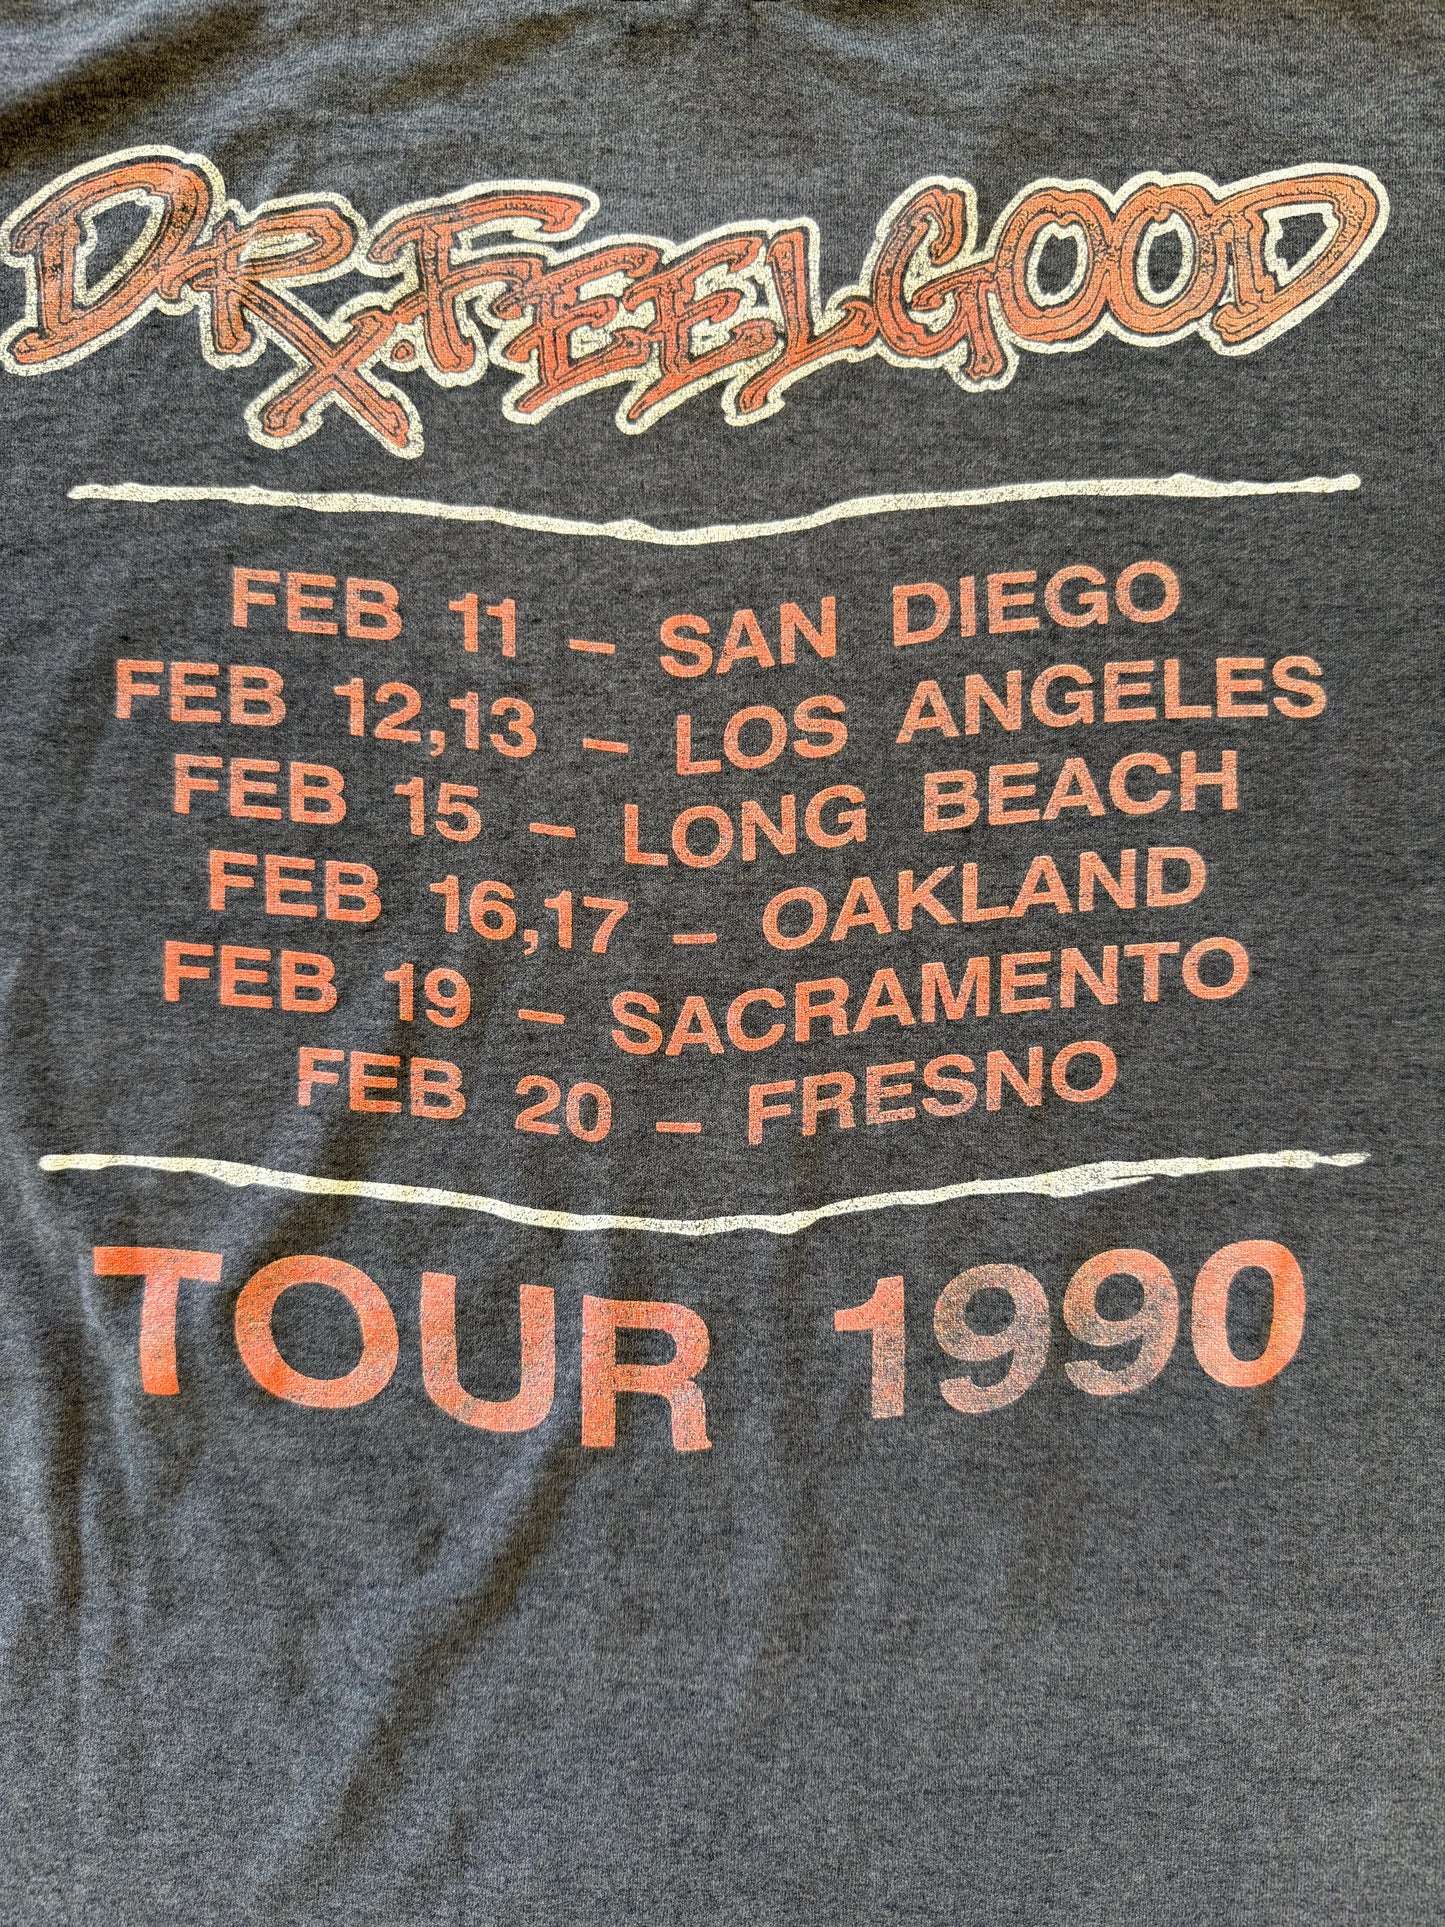 DR. FEELGOOD
FEB 11 – SAN DIEGO
FEB 12,13 – LOS ANGELES
FEB 15 – LONG BEACH
FEB 16,17 – OAKLAND
FEB 19 – SACRAMENTO
FEB 20 – FRESNO
TOUR 1990